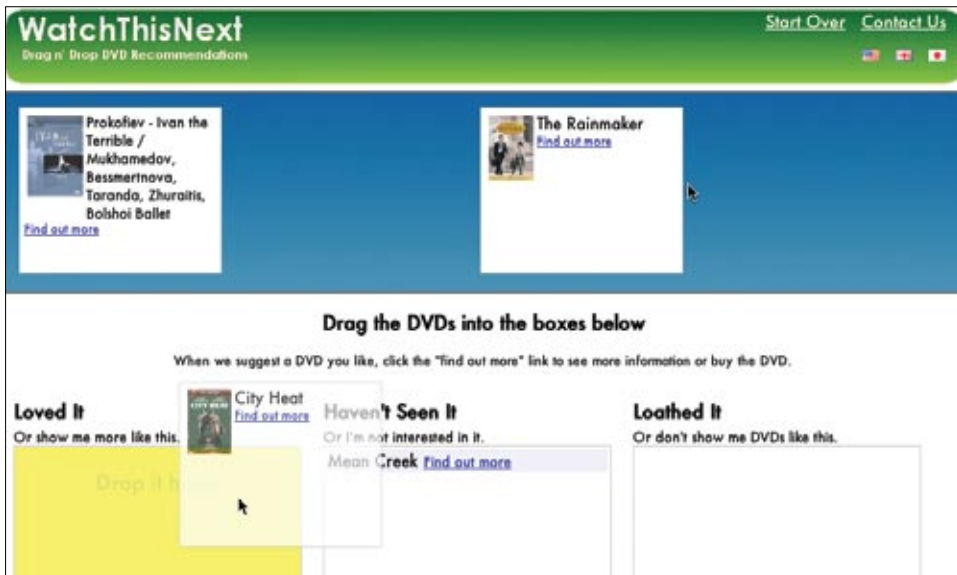 WatchThisNext
Drag n' Drop DVD Recommendations
Start Over Contact Us
Prokofiev - Ivan the
Terrible /
Mukhamedov,
Bessmertnova,
Taranda, Zhuraitis,
Bolshoi Ballet
Find out more
The Rainmaker
Find out more
Drag the DVDs into the boxes below
When we suggest a DVD you like, click the "find out more" link to see more information or buy the DVD.
City Heat
Find out more
Loved It
Or show me more like this.
Drop it h
Haven't Seen It
Or I'm not interested in it.
Mean Creek Find out more
Loathed It
Or don't show me DVDs like this.